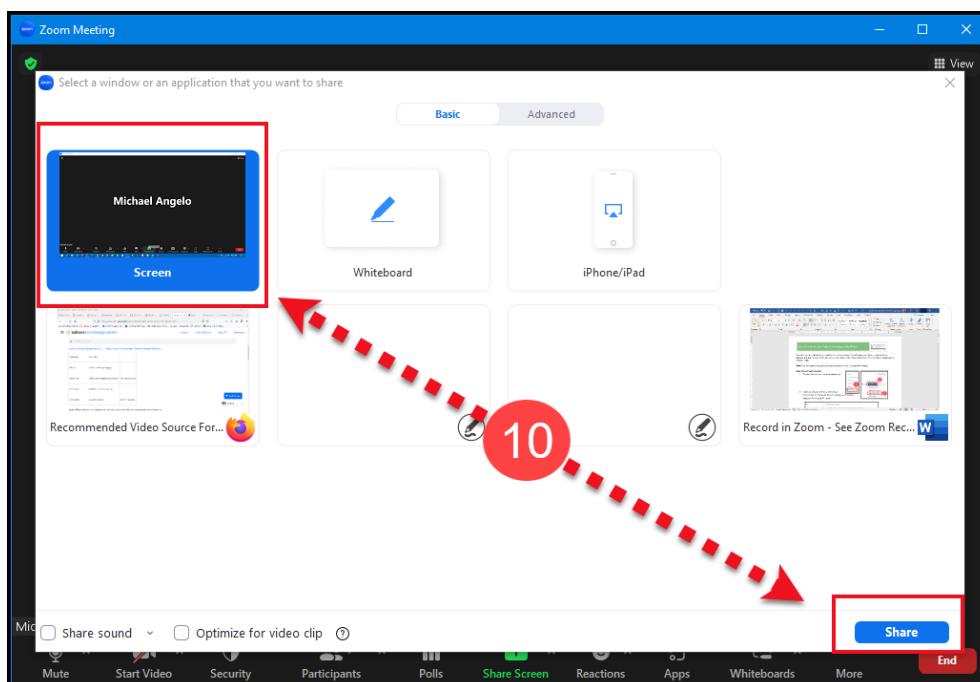 Zoom Meeting
View
Select a window or an application that you want to share
Basic
Advanced
Michael Angelo
Screen
Whiteboard
iPhone/iPad
Recommended Video Source For...
Record in Zoom - See Zoom Rec...
10
Share sound
Optimize for video clip
Share
Mute
Start Video
Security
Participants
Polls
Share Screen
Reactions
Apps
Whiteboards
More
End